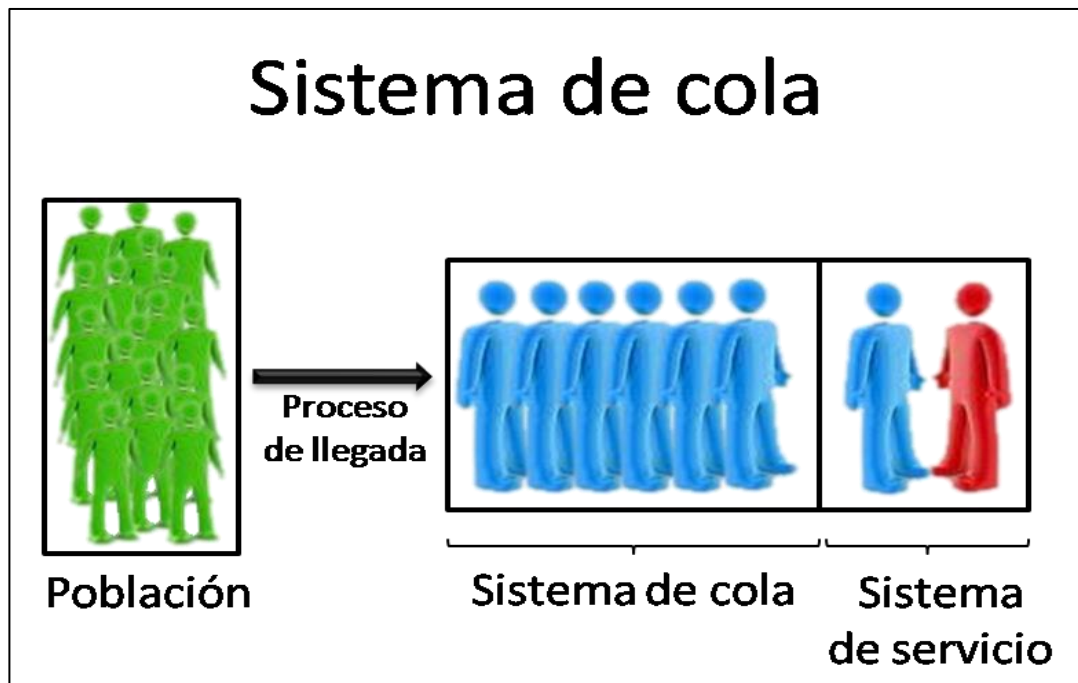 Sistema de cola
Proceso
de llegada
Población
Sistema de cola
Sistema
de servicio